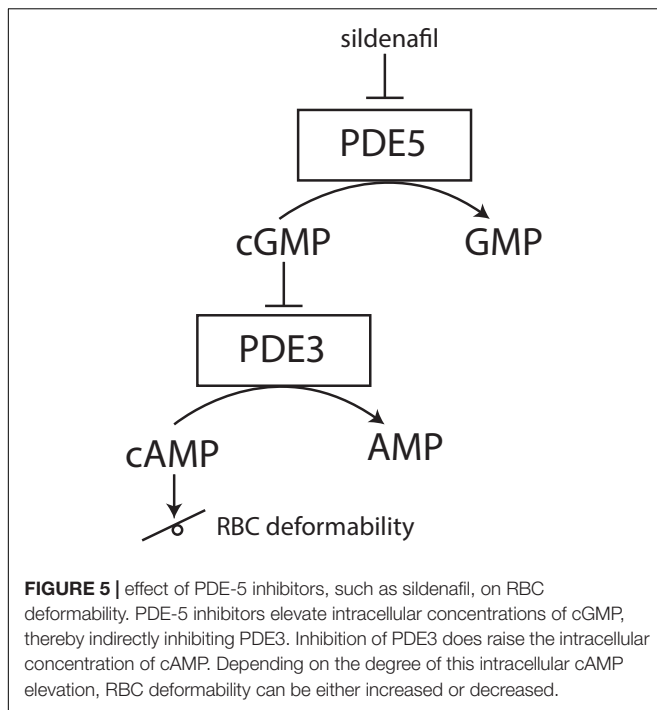 sildenafil
PDE5
cGMP GMP
PDE3
cAMP AMP
RBC deformability
FIGURE 5 | effect of PDE-5 inhibitors, such as sildenafil, on RBC
deformability. PDE-5 inhibitors elevate intracellular concentrations of cGMP,
thereby indirectly inhibiting PDE3. Inhibition of PDE3 does raise the intracellular
concentration of cAMP. Depending on the degree of this intracellular cAMP
elevation, RBC deformability can be either increased or decreased.